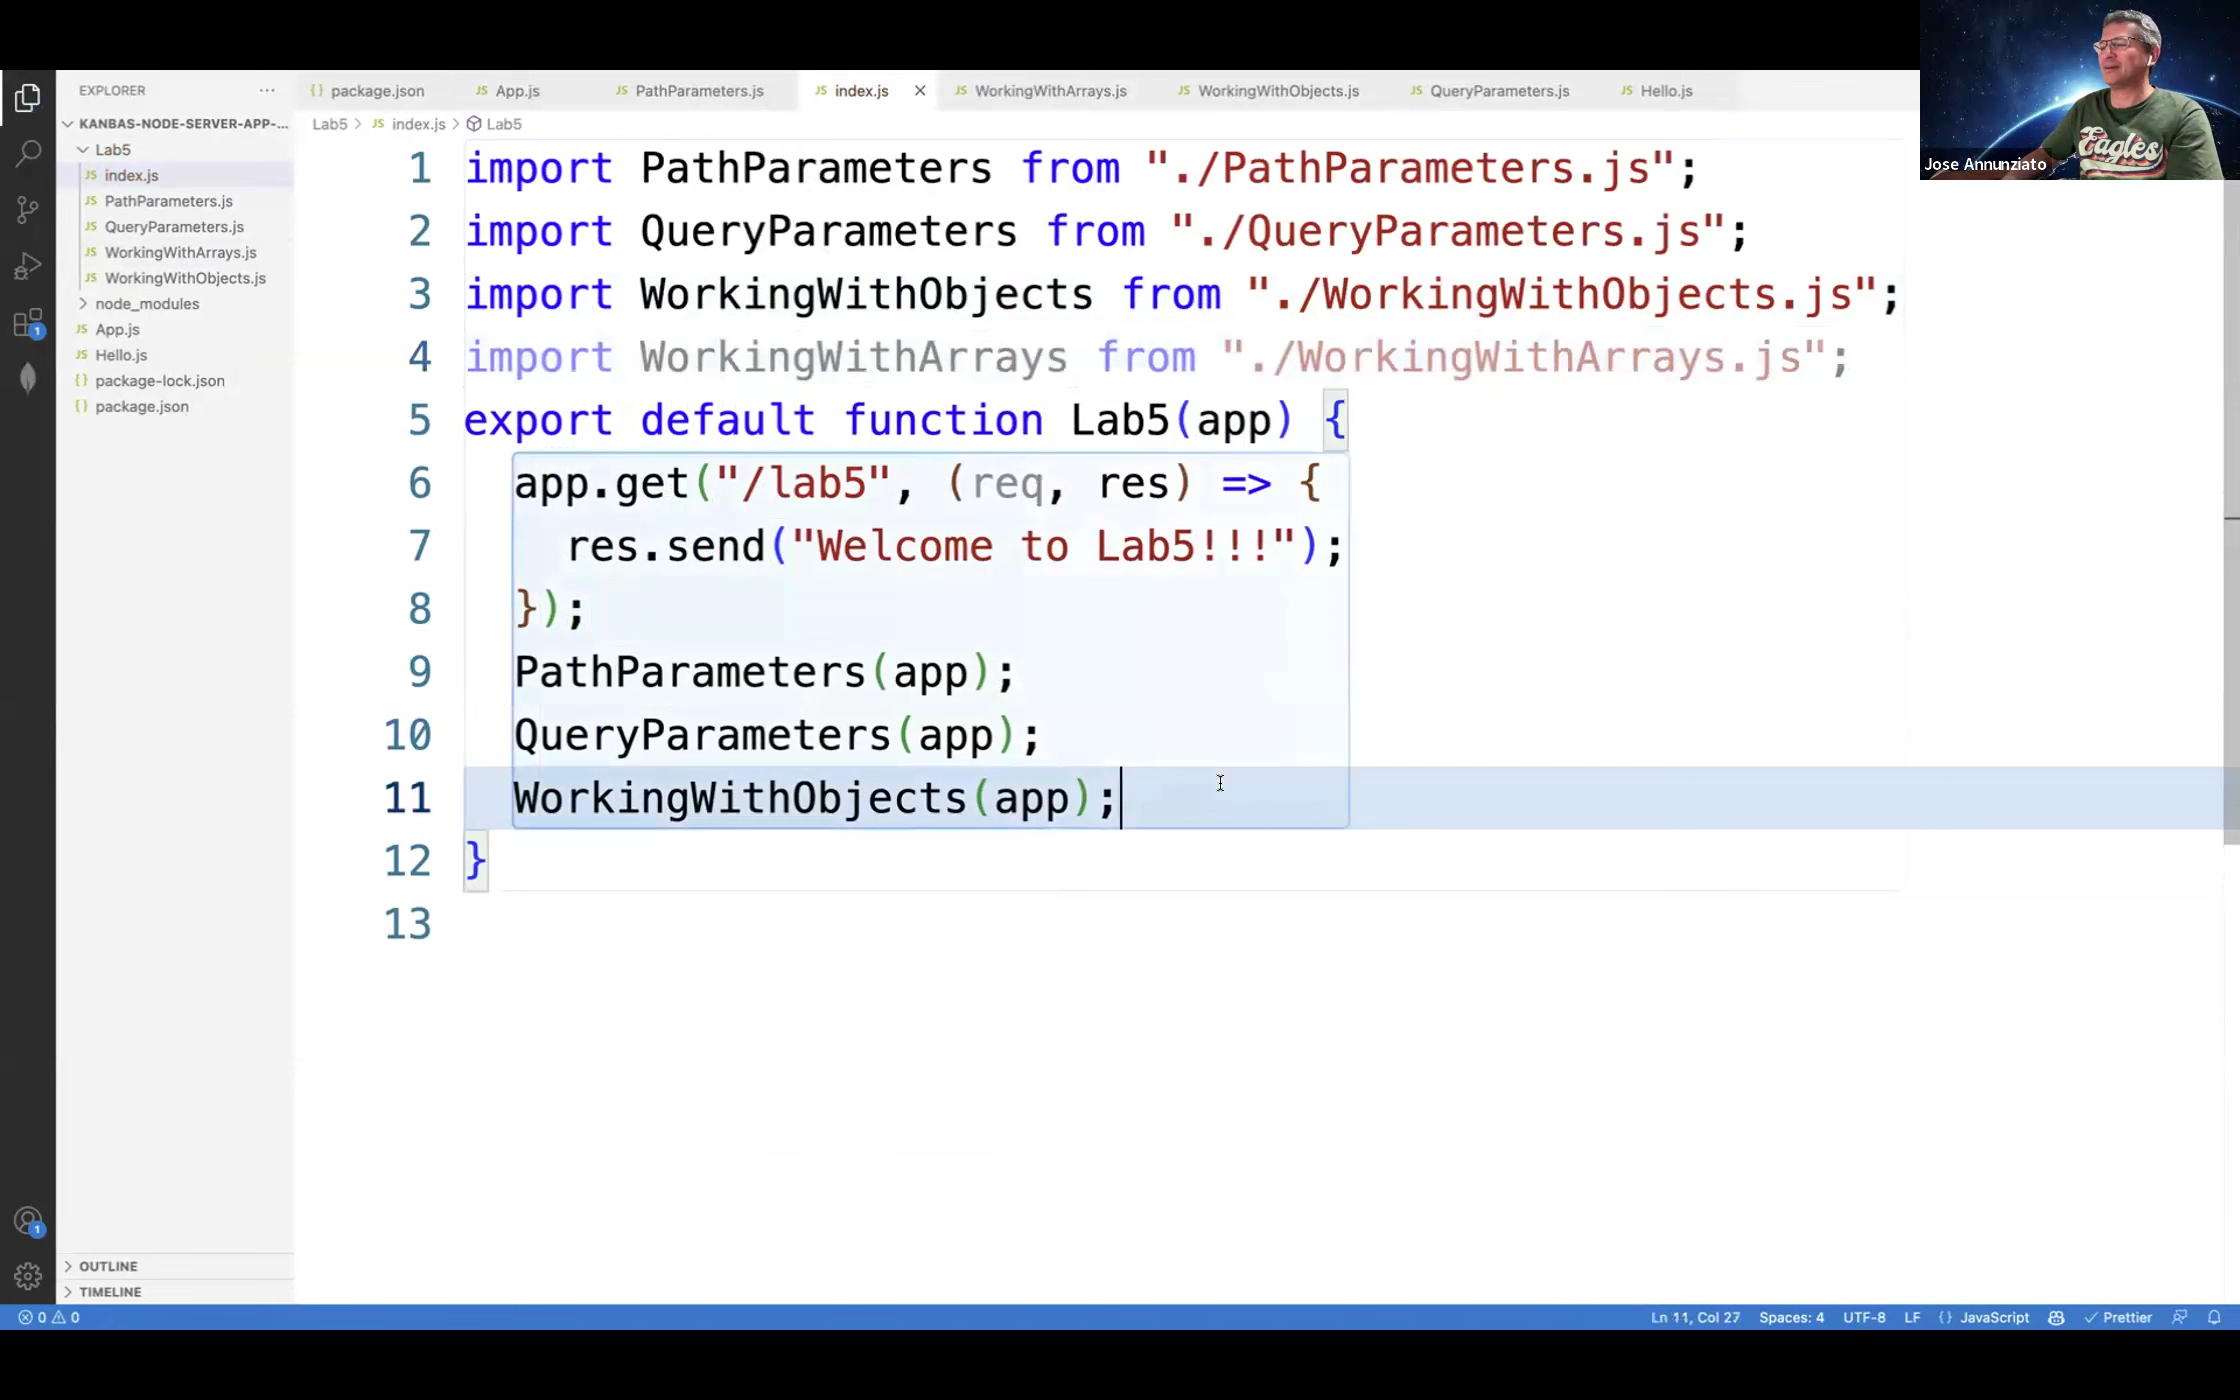 EXPLORER
KANBAS-NODE-SERVER-APP-...
Lab5
index.js
PathParameters.js
QueryParameters.js
WorkingWithArrays.js
WorkingWithObjects.js
node_modules
App.js
Hello.js
package-lock.json
package.json
OUTLINE
TIMELINE
package.json
App.js
PathParameters.js
index.js
WorkingWithArrays.js
WorkingWithObjects.js
QueryParameters.js
Hello.js
Lab5 > JS index.js > Lab5
1 import PathParameters from "./PathParameters.js";
2 import QueryParameters from "./QueryParameters.js";
3 import WorkingWithObjects from "./WorkingWithObjects.js";
4 import WorkingWithArrays from "./WorkingWithArrays.js";
5 export default function Lab5(app) {
6 app.get("/lab5", (req, res) => {
7 res.send("Welcome to Lab5!!!");
8 });
9 PathParameters(app);
10 QueryParameters(app);
11 WorkingWithObjects(app);
12 }
13
Eagles
Jose Annunziato
1
1
0 0
Ln 11, Col 27 Spaces: 4 UTF-8 LF {} JavaScript Prettier